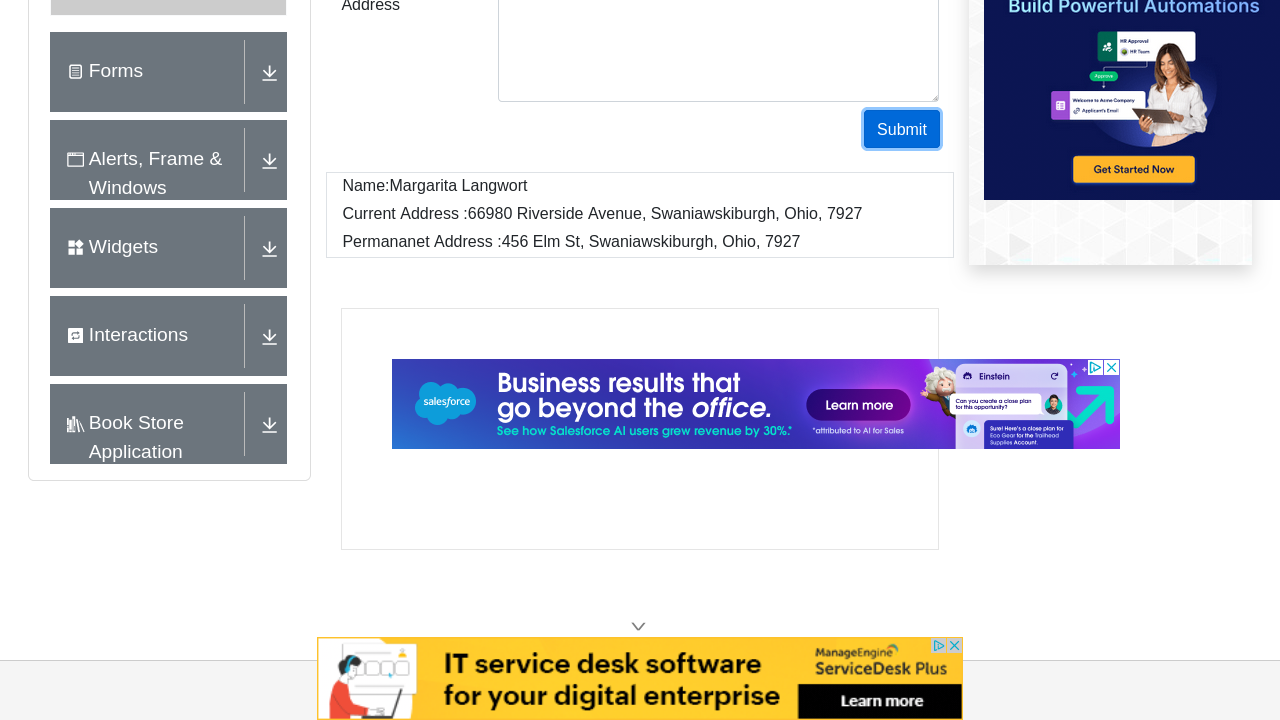 Address
Forms
Alerts, Frame &
Windows
Widgets
Interactions
Book Store
Application
Submit
Name:Margarita Langwort
Current Address :66980 Riverside Avenue, Swaniawskiburgh, Ohio, 7927
Permananet Address :456 Elm St, Swaniawskiburgh, Ohio, 7927
Build Powerful Automations
HR Approval
HR Team
Approve
Welcome to Acme Company
Applicant's Email
Get Started Now
salesforce
Business results that
go beyond the office.
See how Salesforce AI users grew revenue by 30%.*
Learn more
*attributed to AI for Sales
Einstein
Can you create a close plan
for this opportunity?
Sure! Here's a close plan for
Eco Gear for the Trailhead
Supplies Account.
IT service desk software
for your digital enterprise
ManageEngine
ServiceDesk Plus
Learn more